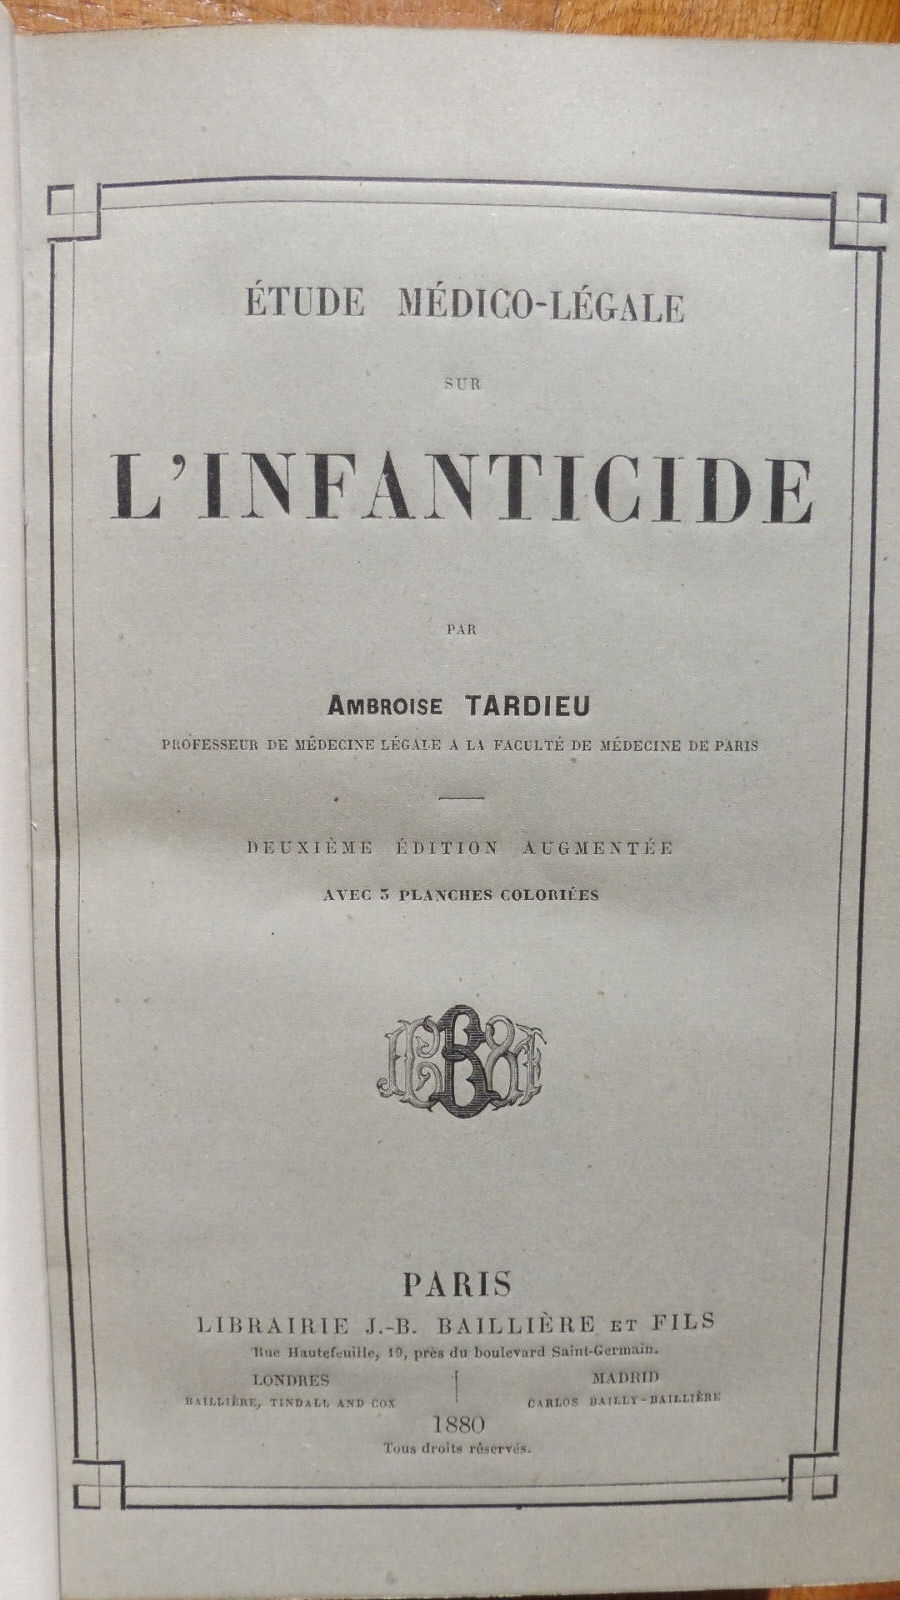 ÉTUDE MÉDICO-LÉGALE
SUR
L'INFANTICIDE
PAR
AMBROISE TARDIEU
PROFESSEUR DE MÉDECINE LÉGALE A LA FACULTÉ DE MÉDECINE DE PARIS
DEUXIÈME ÉDITION AUGMENTÉE
AVEC 3 PLANCHES COLORIÉES
PARIS
LIBRAIRIE J.-B. BAILLIÈRE ET FILS
Rue Hautefeuille, 19, près du boulevard Saint-Germain.
LONDRES
BAILLIÈRE, TINDALL AND COX
MADRID
CARLOS BAILLY-BAILLIÈRE
1880
Tous droits réservés.